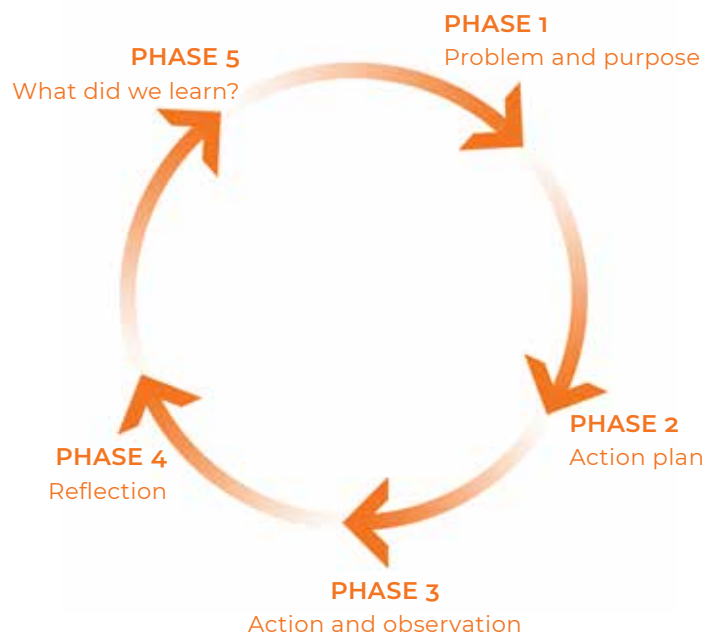 PHASE 1
Problem and purpose
PHASE 2
Action plan
PHASE 3
Action and observation
PHASE 4
Reflection
PHASE 5
What did we learn?